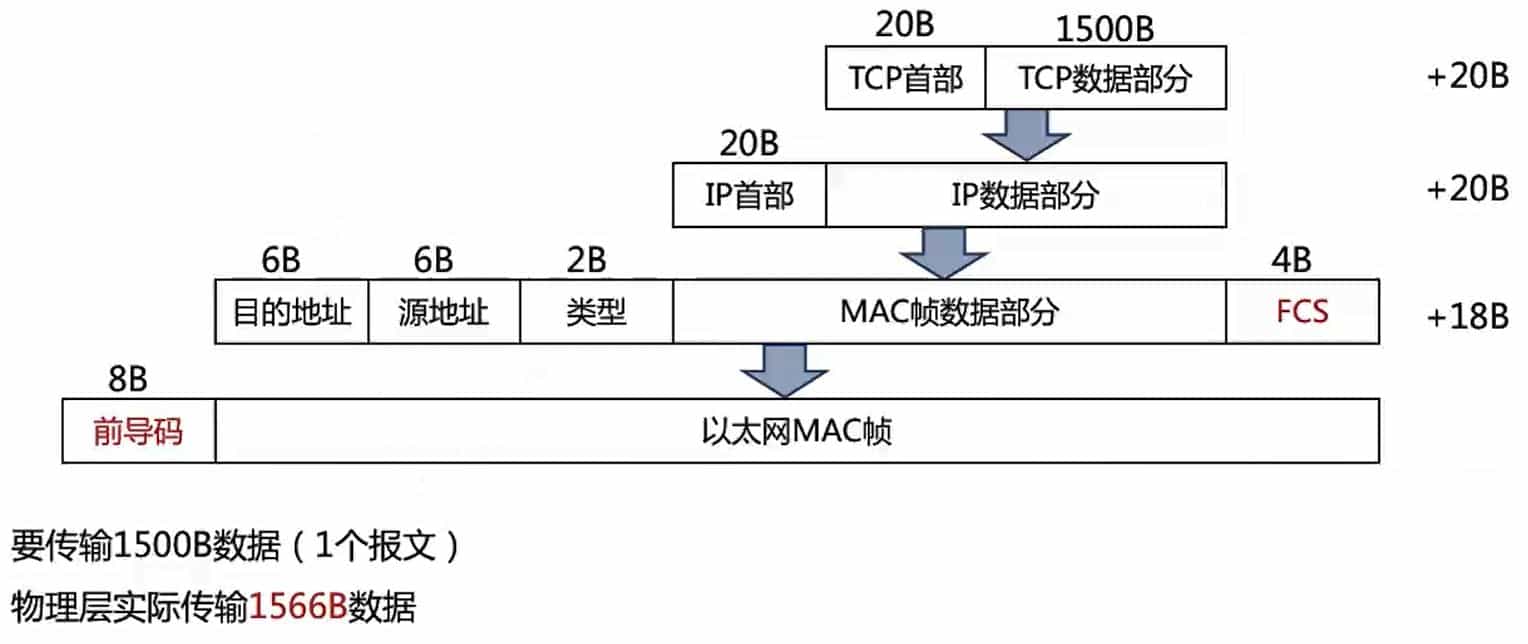 20B 1500B
TCP首部 TCP数据部分 +20B
20B
IP首部 IP数据部分 +20B
6B 6B 2B 4B
目的地址 源地址 类型 MAC帧数据部分 FCS +18B
8B
前导码 以太网MAC帧
要传输1500B数据（1个报文）
物理层实际传输1566B数据